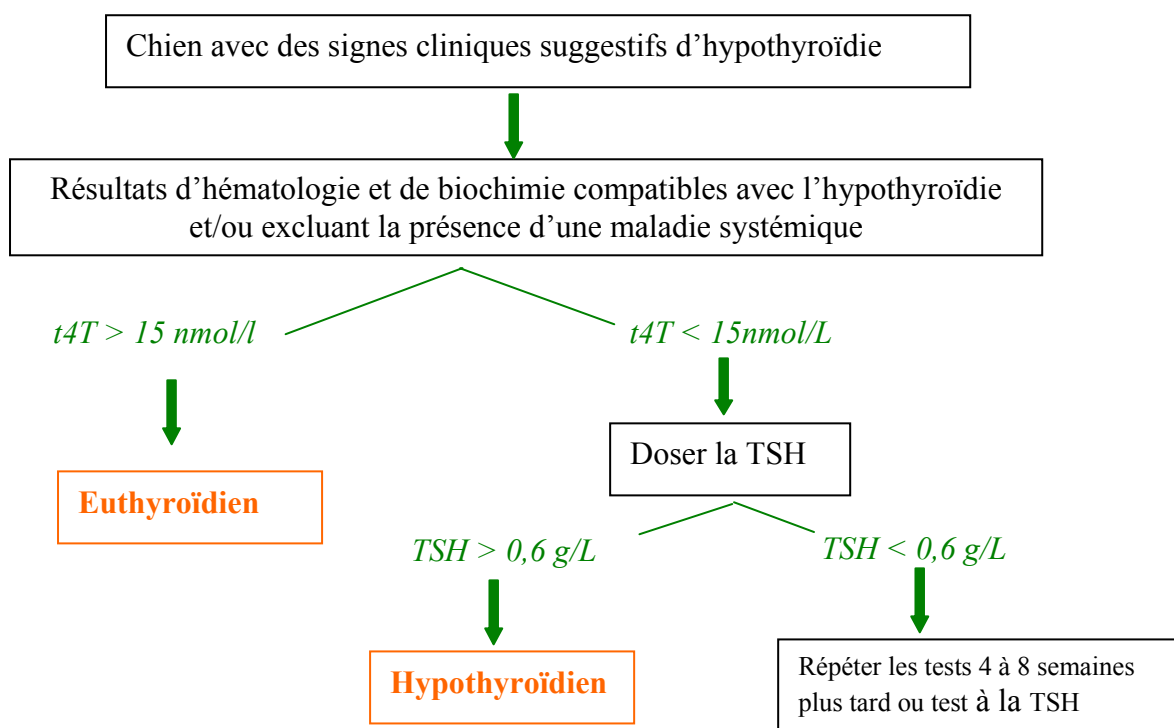 Chien avec des signes cliniques suggestifs d’hypothyroïdie
Résultats d’hématologie et de biochimie compatibles avec l’hypothyroïdie
et/ou excluant la présence d’une maladie systémique
t4T > 15 nmol/l
t4T < 15nmol/L
Doser la TSH
Euthyroïdien
TSH > 0,6 g/L
TSH < 0,6 g/L
Hypothyroïdien
Répéter les tests 4 à 8 semaines
plus tard ou test à la TSH